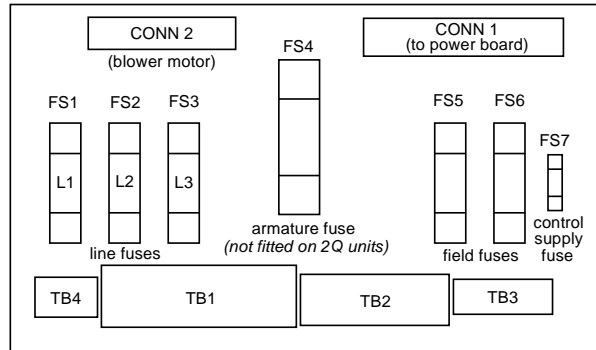 CONN 2
(blower motor)
CONN 1
(to power board)
FS4
FS1
FS2
FS3
FS5
FS6
FS7
L1
L2
L3
armature fuse
(not fitted on 2Q units)
line fuses
field fuses
control
supply
fuse
TB4
TB1
TB2
TB3